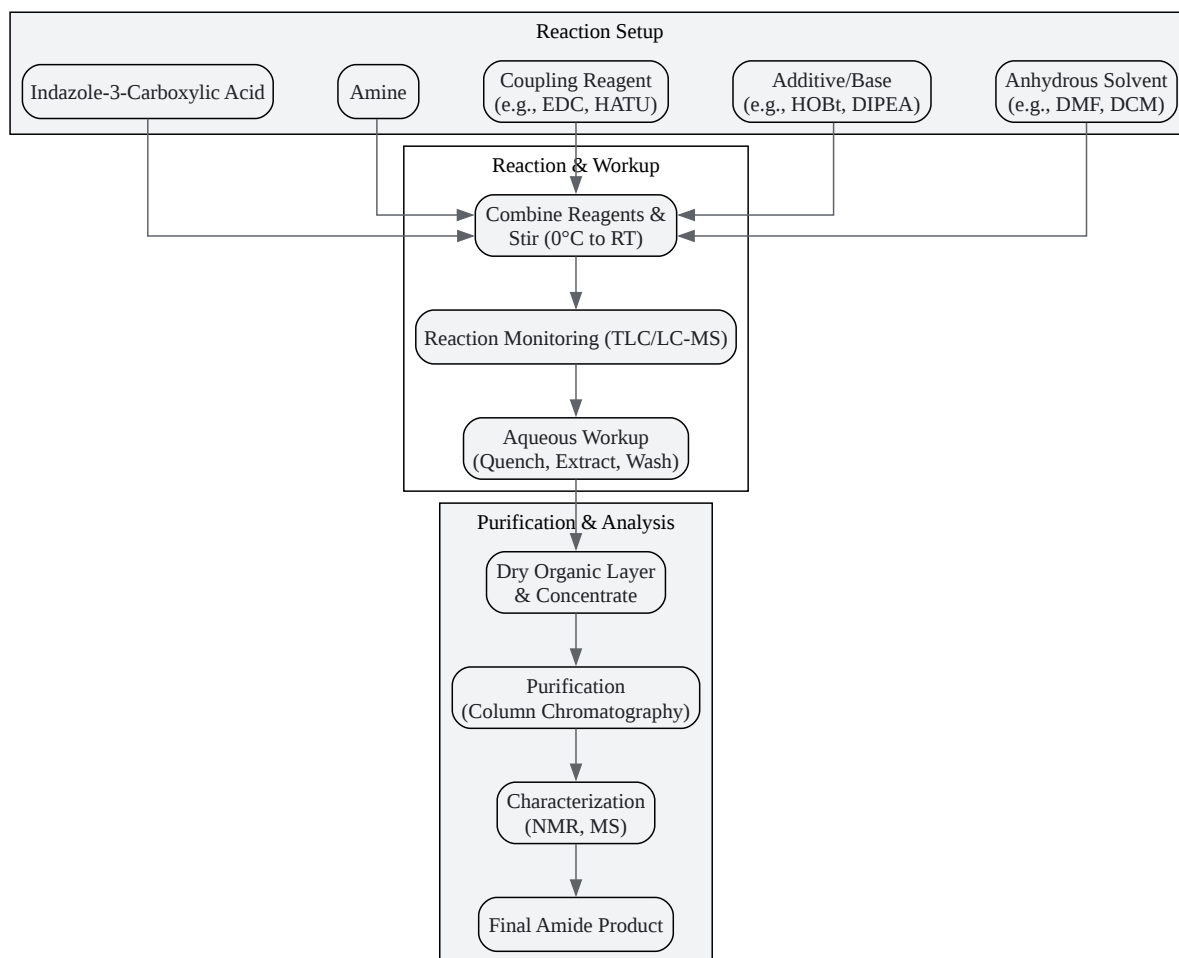 Reaction Setup
Indazole-3-Carboxylic Acid
Amine
Coupling Reagent
(e.g., EDC, HATU)
Additive/Base
(e.g., HOBt, DIPEA)
Anhydrous Solvent
(e.g., DMF, DCM)
Reaction & Workup
Combine Reagents &
Stir (0°C to RT)
Reaction Monitoring (TLC/LC-MS)
Aqueous Workup
(Quench, Extract, Wash)
Purification & Analysis
Dry Organic Layer
& Concentrate
Purification
(Column Chromatography)
Characterization
(NMR, MS)
Final Amide Product